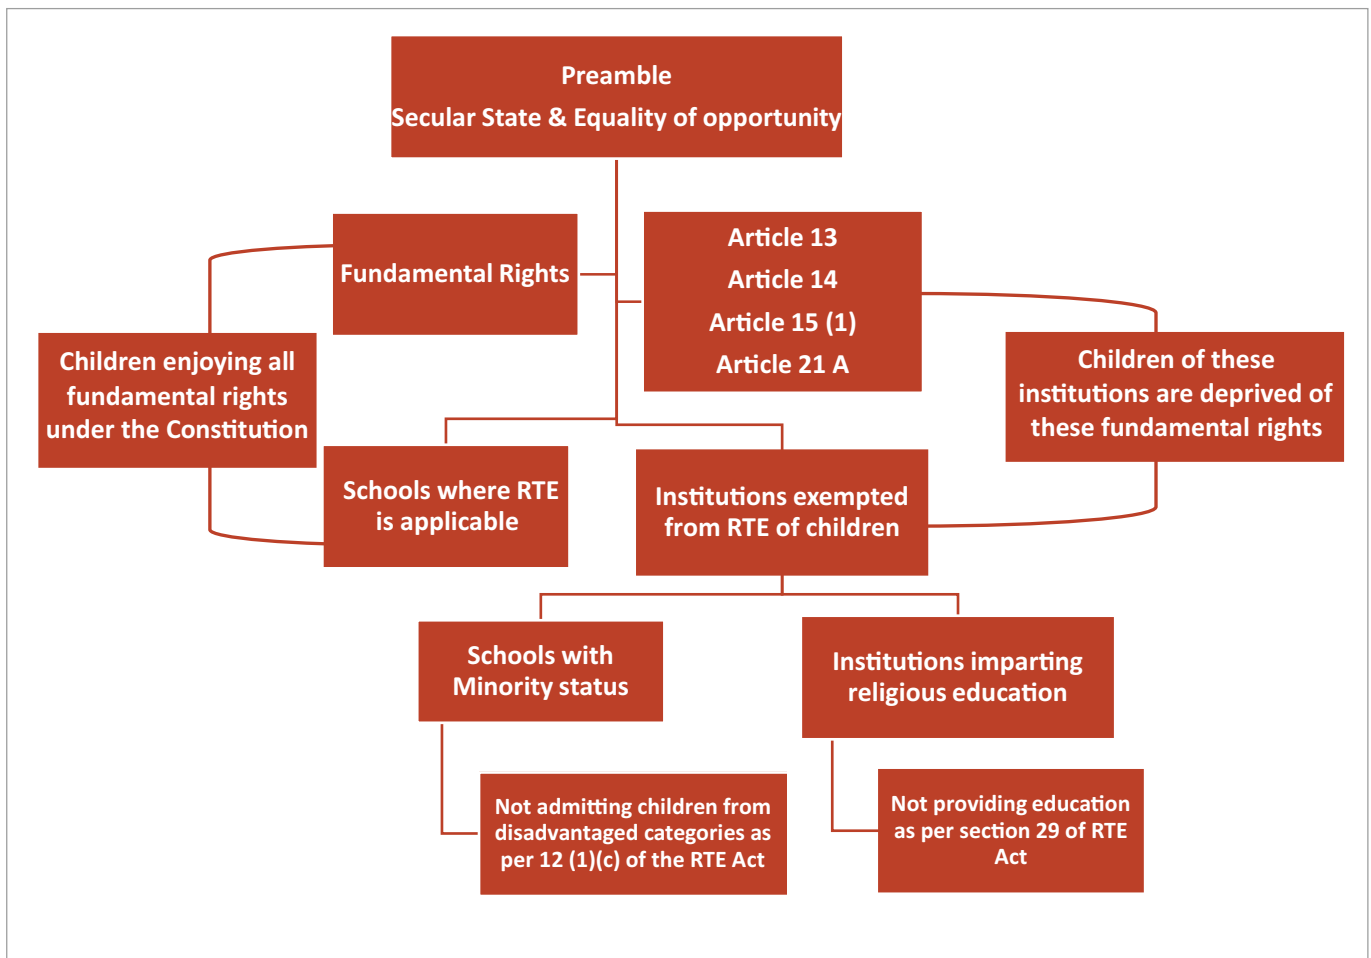 Preamble
Secular State & Equality of opportunity
Fundamental Rights
Article 13
Article 14
Article 15 (1)
Article 21 A
Children enjoying all
fundamental rights
under the Constitution
Children of these
institutions are deprived of
these fundamental rights
Schools where RTE
is applicable
Institutions exempted
from RTE of children
Schools with
Minority status
Institutions imparting
religious education
Not admitting children from
disadvantaged categories as
per 12 (1)(c) of the RTE Act
Not providing education
as per section 29 of RTE
Act